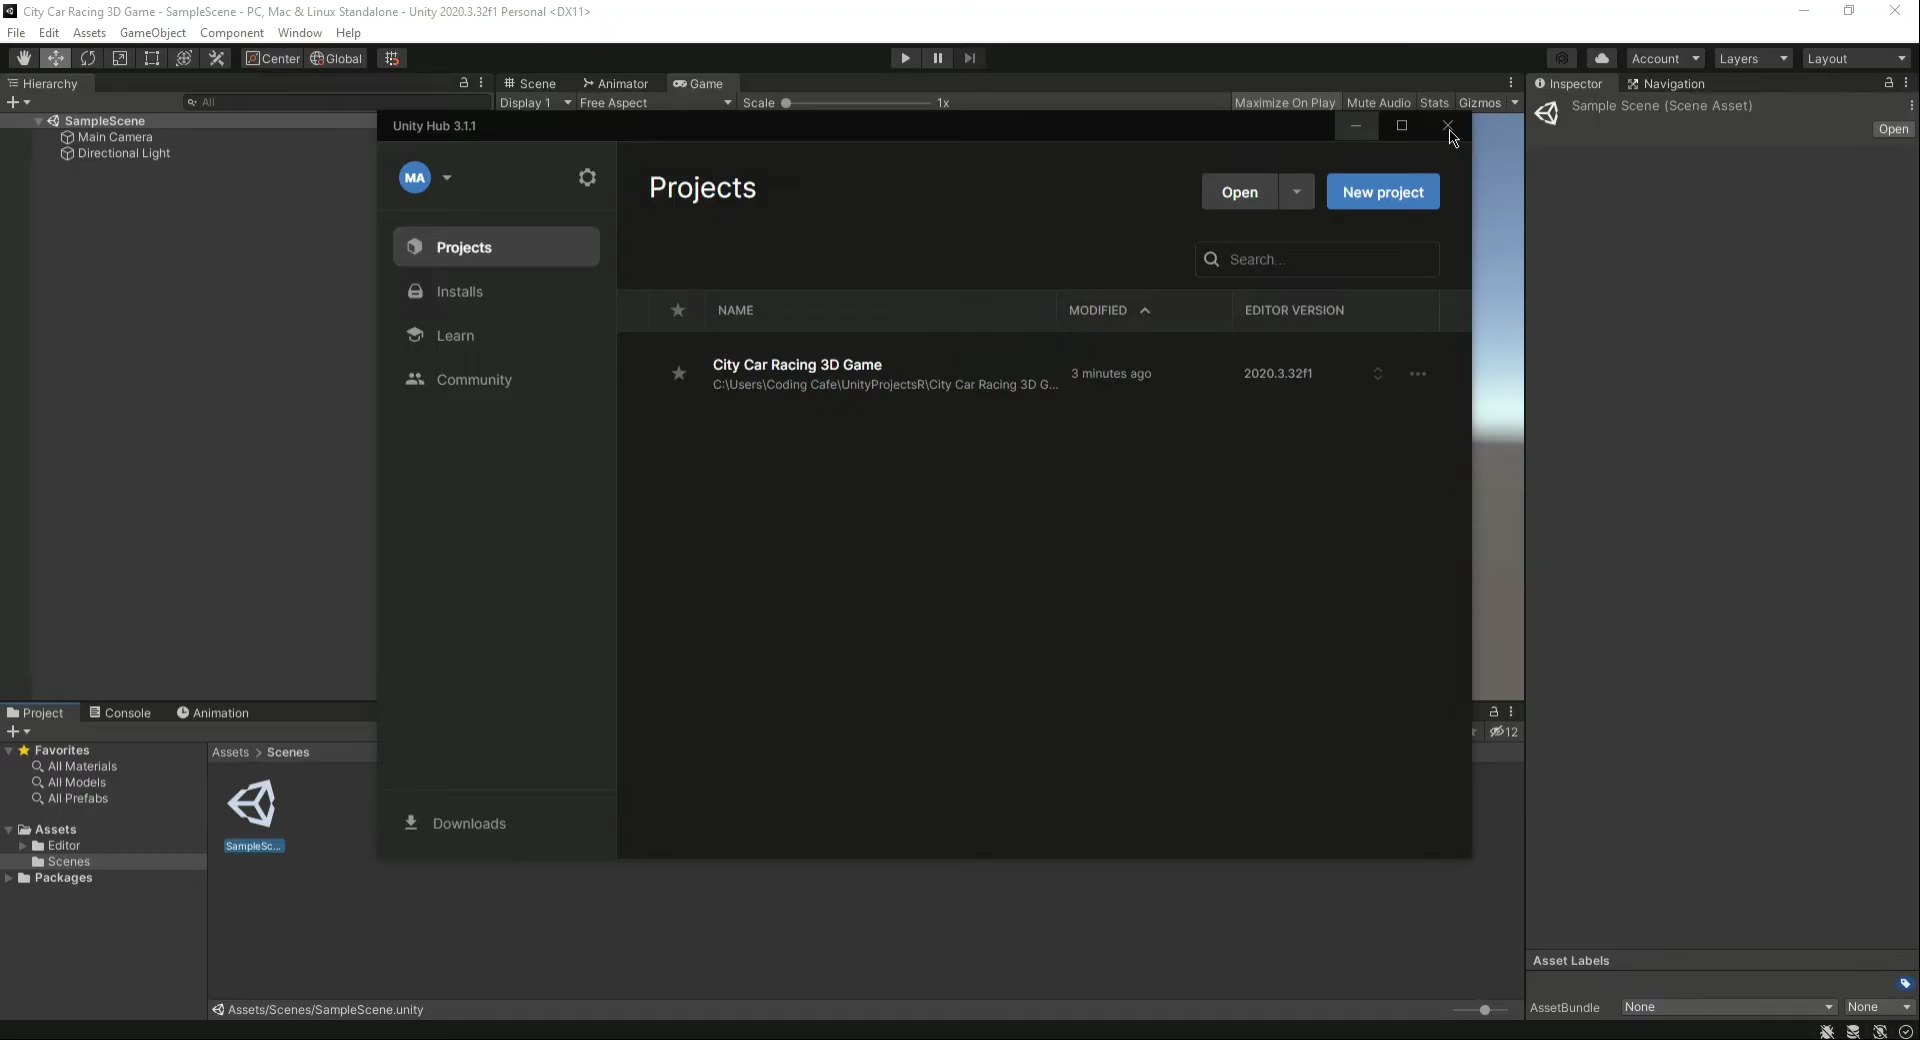 City Car Racing 3D Game - SampleScene - PC, Mac & Linux Standalone - Unity 2020.3.32f1 Personal <DX11>
File Edit Assets GameObject Component Window Help
Center Global
Account Layers Layout
Hierarchy
Scene Animator Game
Inspector Navigation
All
Display 1 Free Aspect Scale 1x Maximize On Play Mute Audio Stats Gizmos
Sample Scene (Scene Asset)
Open
SampleScene
Main Camera
Directional Light
Unity Hub 3.1.1
MA
Projects
Open
New project
Search...
Projects
Installs
Learn
Community
Downloads
NAME MODIFIED EDITOR VERSION
City Car Racing 3D Game
C:\Users\Coding Cafe\UnityProjectsR\City Car Racing 3D G...
3 minutes ago
2020.3.32f1
Project Console Animation
12
Favorites
All Materials
All Models
All Prefabs
Assets
Editor
Scenes
Packages
Assets > Scenes
SampleSc...
Assets/Scenes/SampleScene.unity
Asset Labels
AssetBundle None None